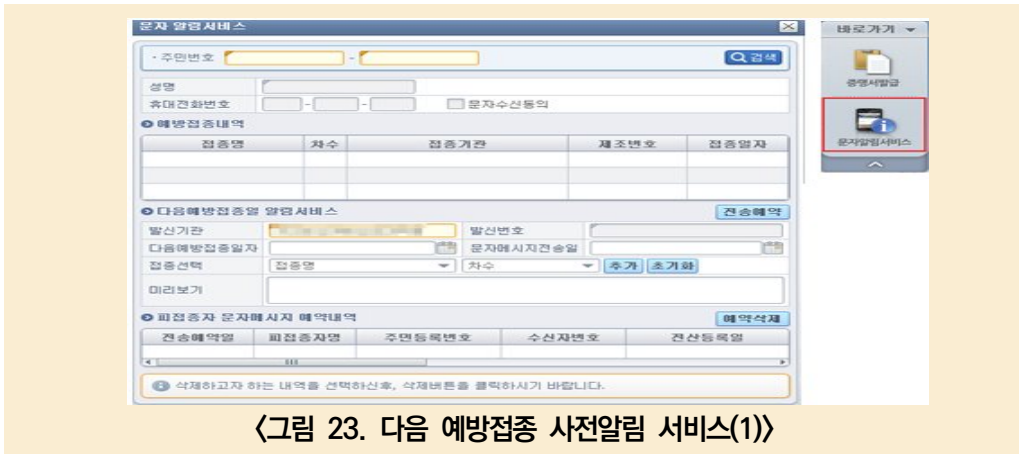 문자 알림서비스
바로가기
· 주민번호 - 검색
증명서발급
성명
휴대전화번호 - - 문자수신동의
문자알림서비스
예방접종내역
접종명 차수 접종기관 제조번호 접종일자
다음예방접종일 알림서비스 전송예약
발신기관 발신번호
다음예방접종일자 문자메시지전송일
접종선택 접종명 차수 추가 초기화
미리보기
피접종자 문자메시지 예약내역 예약삭제
전송예약일 피접종자명 주민등록번호 수신자번호 전산등록일
삭제하고자 하는 내역을 선택하신후, 삭제버튼을 클릭하시기 바랍니다.
〈그림 23. 다음 예방접종 사전알림 서비스(1)〉